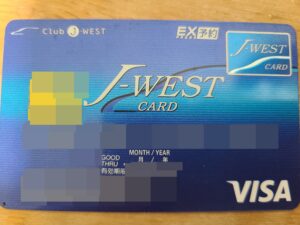 Club J-WEST
EX予約
J-WEST
CARD
J-WEST
CARD
MONTH / YEAR
GOOD 月 / 年
THRU
有効期限
VISA